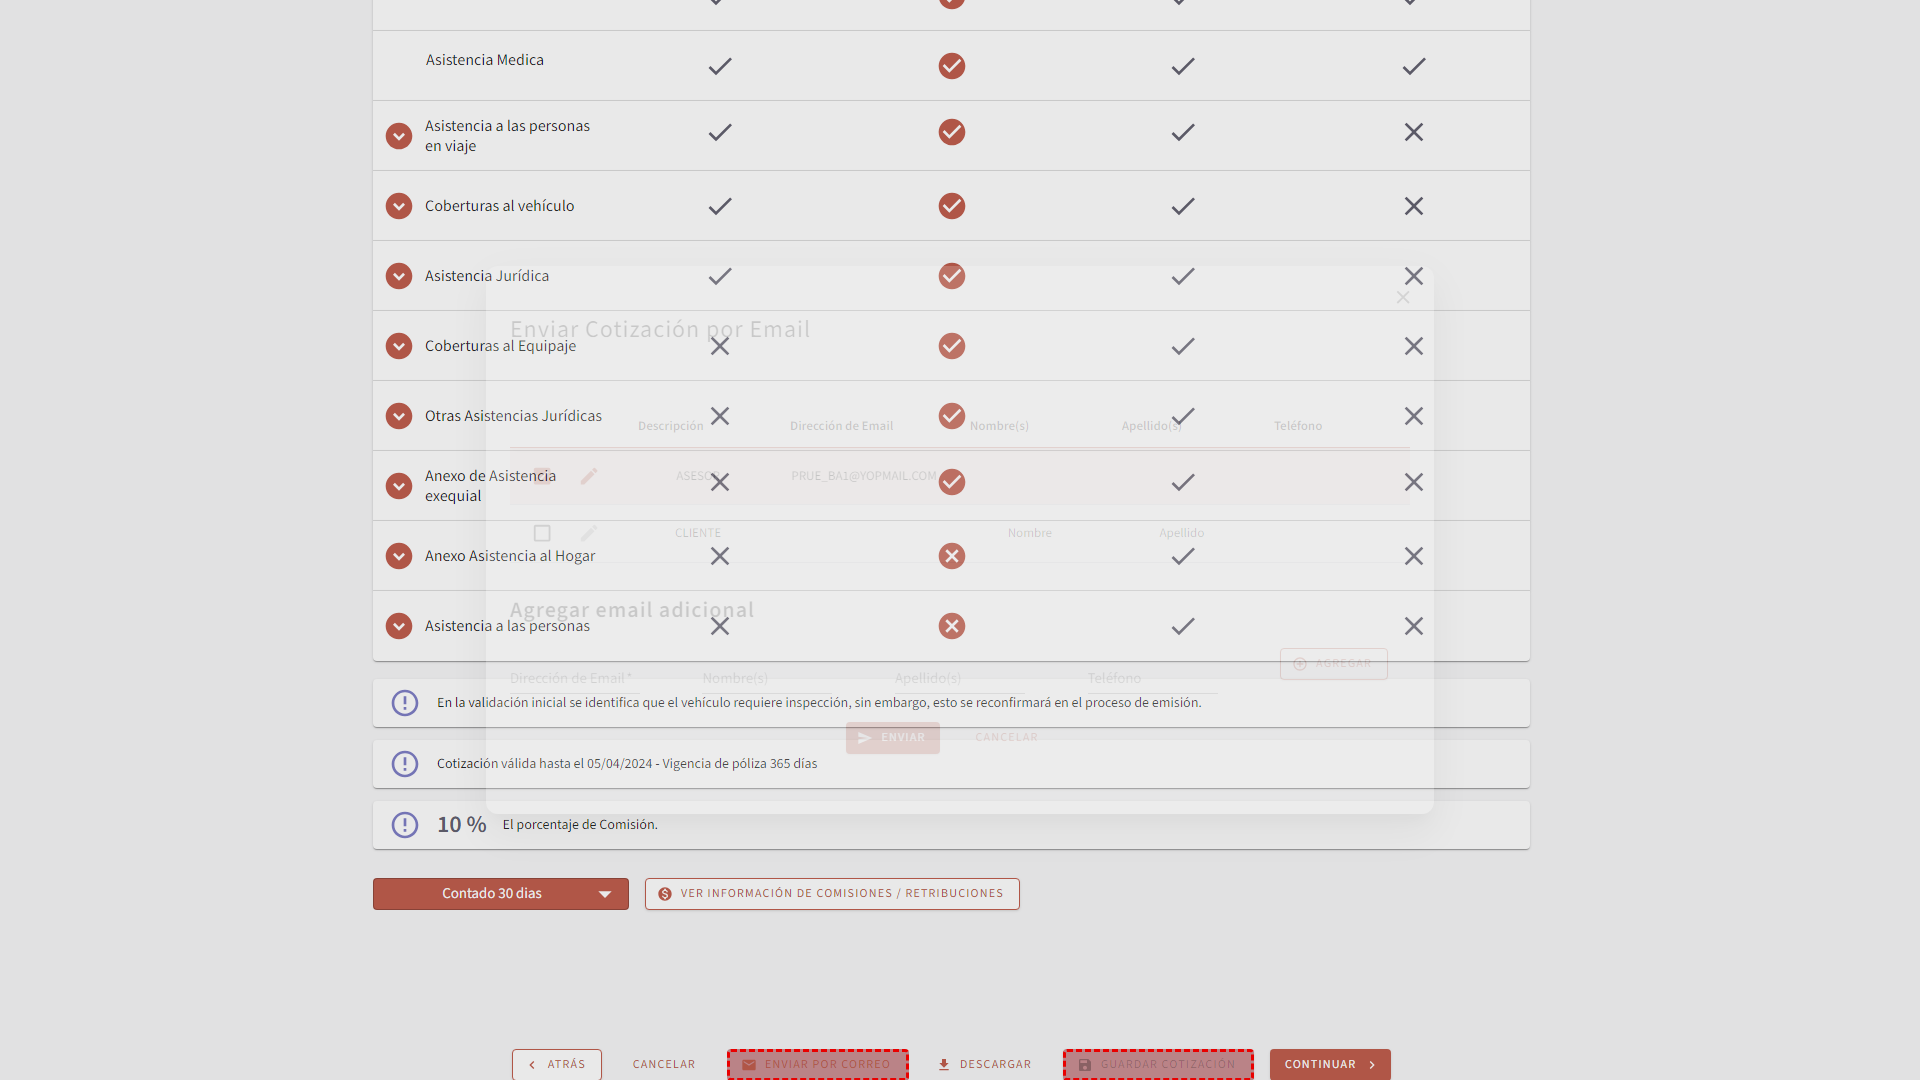 Asistencia Medica
Asistencia a las personas
en viaje
Coberturas al vehículo
Asistencia Jurídica
Enviar Cotización por Email
Coberturas al Equipaje
Otras Asistencias Jurídicas
Descripción Dirección de Email Nombre(s) Apellido(s) Teléfono
Anexo de Asistencia
exequial
ASESOR PRUE_BA1@YOPMAIL.COM
CLIENTE Nombre Apellido
Anexo Asistencia al Hogar
Agregar email adicional
Asistencia a las personas
AGREGAR
Dirección de Email* Nombre(s) Apellido(s) Teléfono
En la validación inicial se identifica que el vehículo requiere inspección, sin embargo, esto se reconfirmará en el proceso de emisión.
ENVIAR CANCELAR
Cotización válida hasta el 05/04/2024 - Vigencia de póliza 365 días
10 % El porcentaje de Comisión.
Contado 30 dias VER INFORMACIÓN DE COMISIONES / RETRIBUCIONES
ATRÁS CANCELAR ENVIAR POR CORREO DESCARGAR GUARDAR COTIZACIÓN CONTINUAR